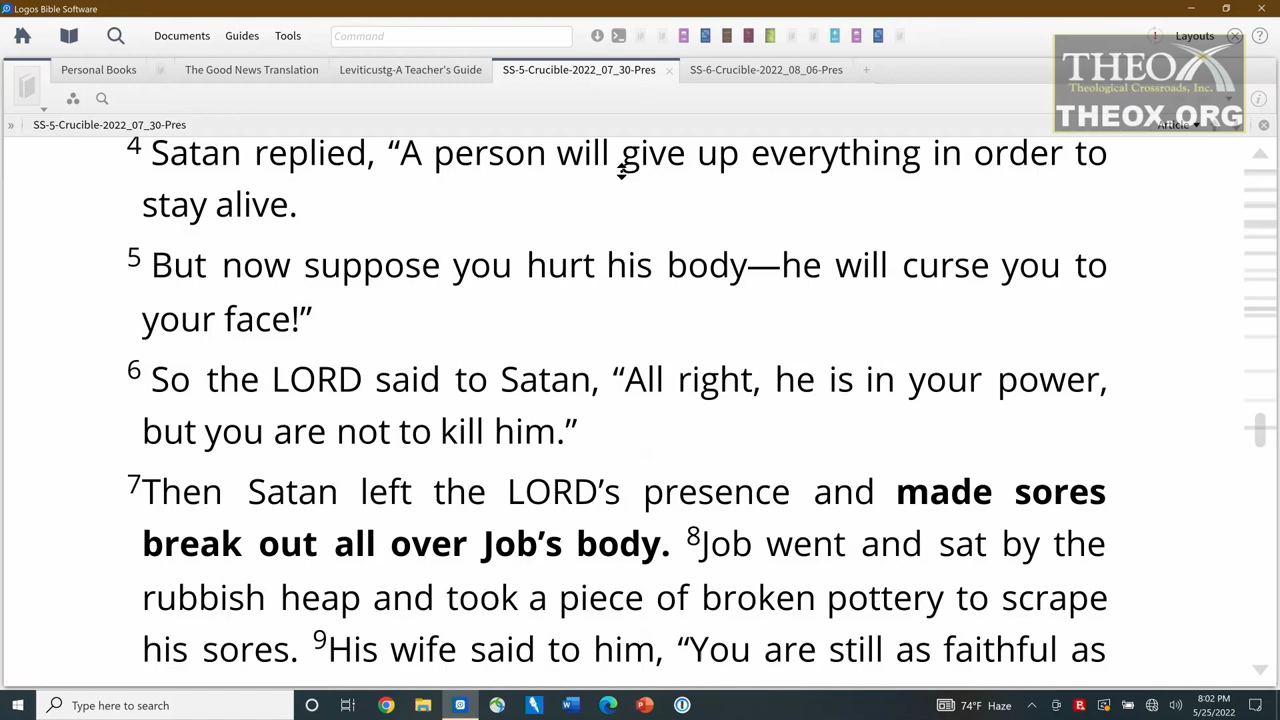 Logos Bible Software
Documents Guides Tools Command Layouts
THEOX
Theological Crossroads, Inc.
THEOX.ORG
Personal Books The Good News Translation Leviticustg-A Teacher's Guide SS-5-Crucible-2022_07_30-Pres SS-6-Crucible-2022_08_06-Pres
SS-5-Crucible-2022_07_30-Pres Article
4 Satan replied, “A person will give up everything in order to
stay alive.
5 But now suppose you hurt his body—he will curse you to
your face!”
6 So the LORD said to Satan, “All right, he is in your power,
but you are not to kill him.”
7Then Satan left the LORD’s presence and made sores
break out all over Job’s body. 8Job went and sat by the
rubbish heap and took a piece of broken pottery to scrape
his sores. 9His wife said to him, “You are still as faithful as
Type here to search
74°F Haze
8:02 PM
5/25/2022